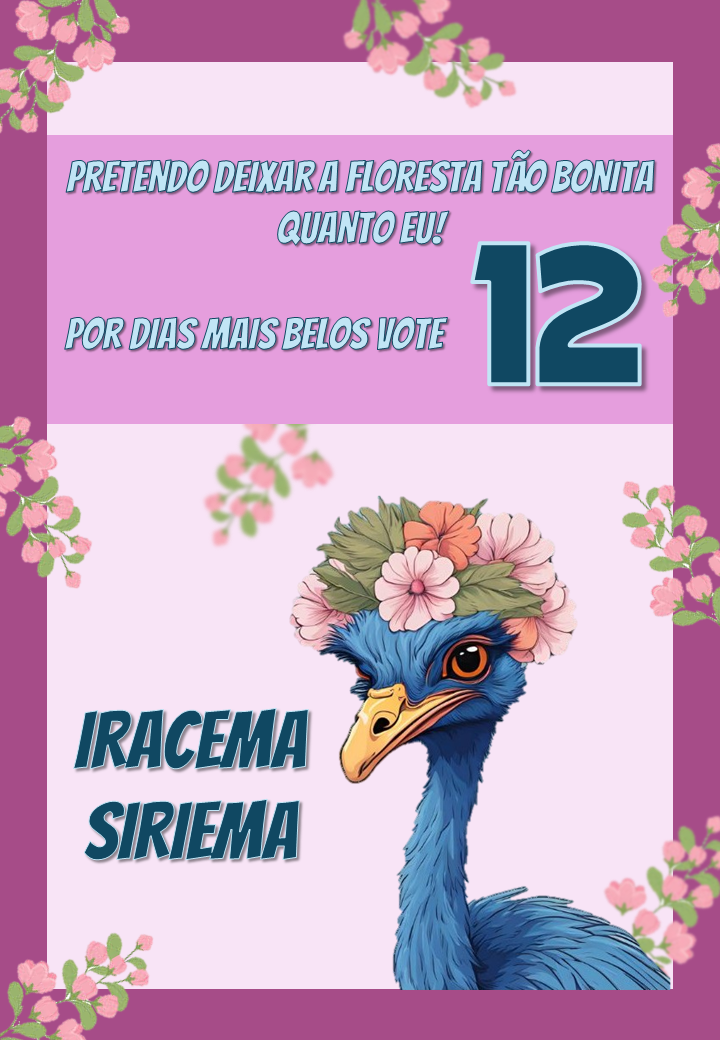 PRETENDO DEIXAR A FLORESTA TÃO BONITA
QUANTO EU!
POR DIAS MAIS BELOS VOTE 12
IRACEMA
SIRIEMA